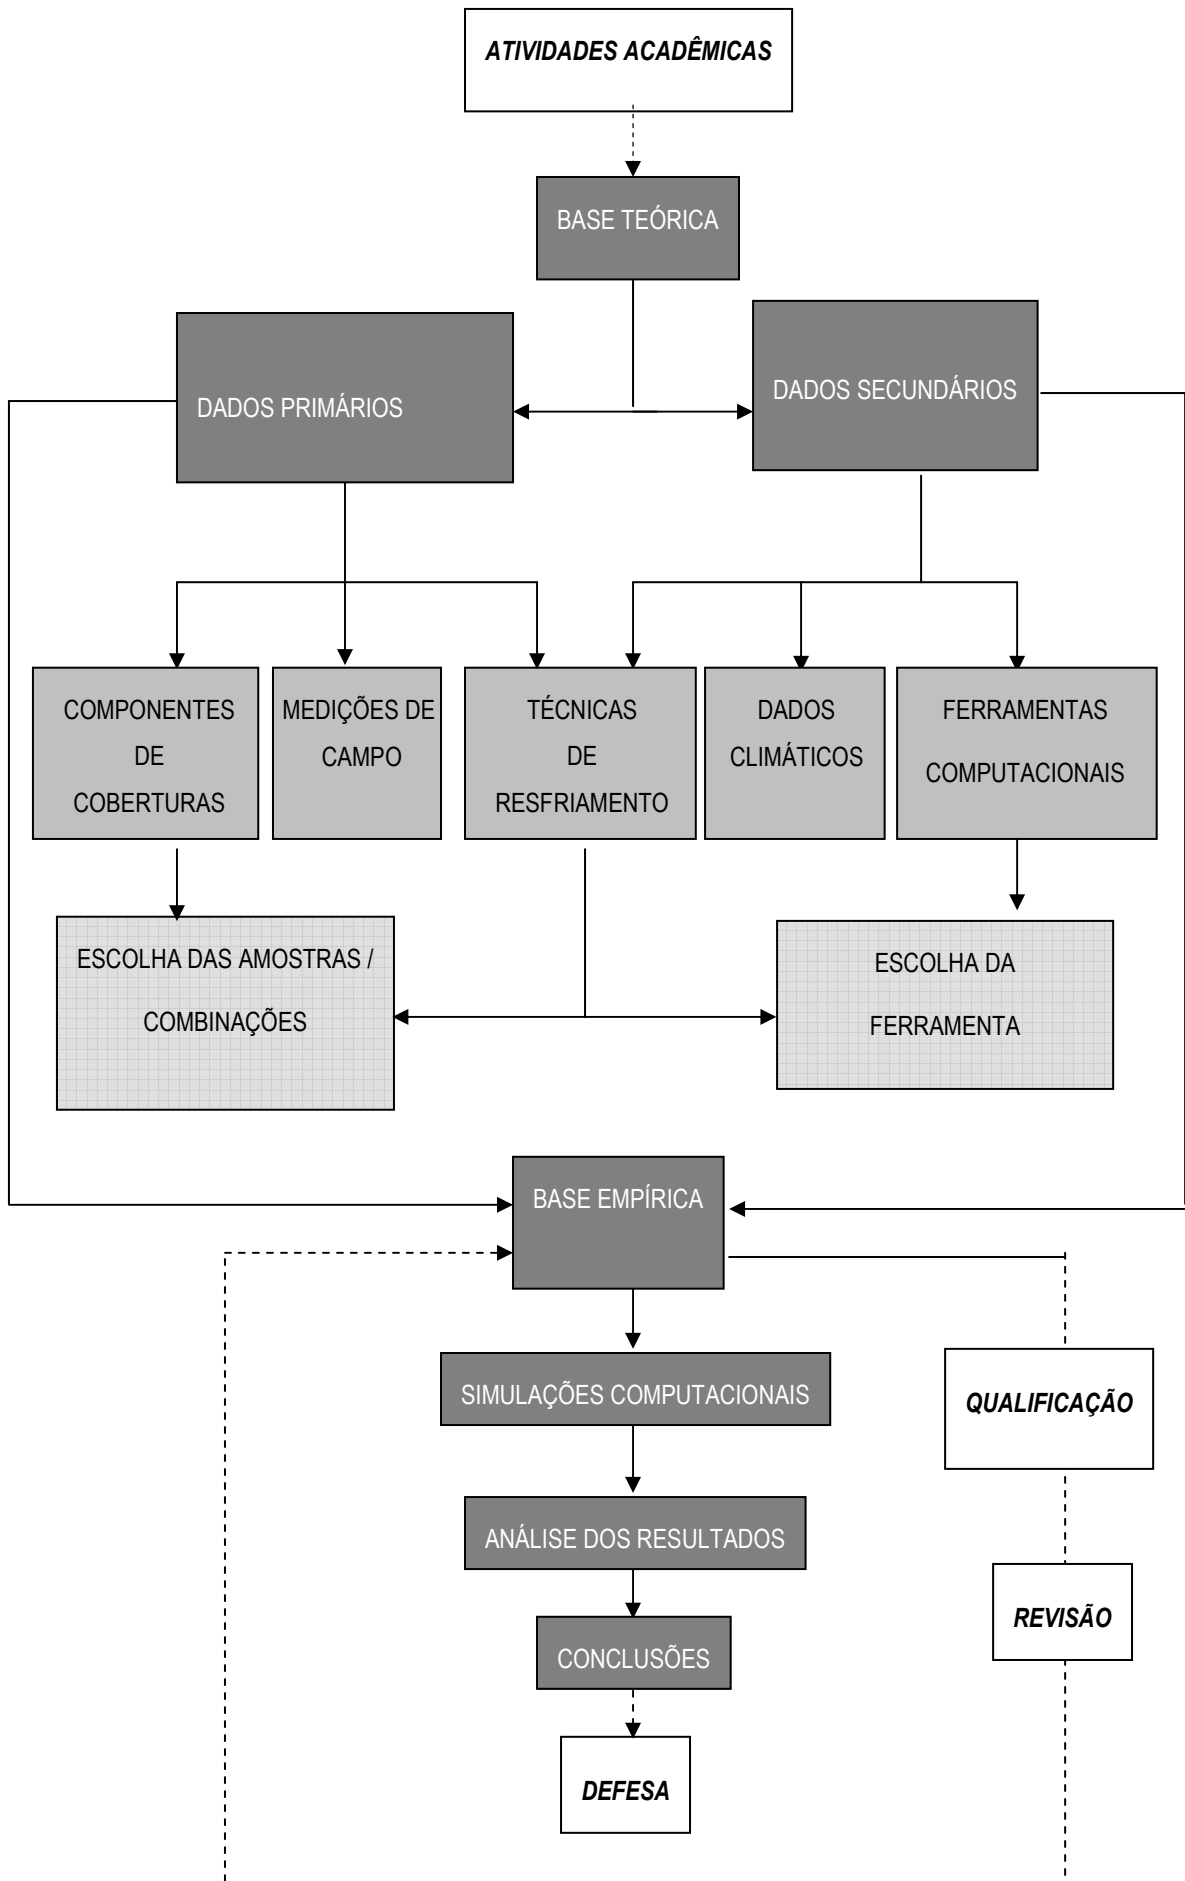 ATIVIDADES ACADÊMICAS
BASE TEÓRICA
DADOS PRIMÁRIOS
DADOS SECUNDÁRIOS
COMPONENTES
DE
COBERTURAS
MEDIÇÕES DE
CAMPO
TÉCNICAS
DE
RESFRIAMENTO
DADOS
CLIMÁTICOS
FERRAMENTAS
COMPUTACIONAIS
ESCOLHA DAS AMOSTRAS /
COMBINAÇÕES
ESCOLHA DA
FERRAMENTA
BASE EMPÍRICA
SIMULAÇÕES COMPUTACIONAIS
QUALIFICAÇÃO
ANÁLISE DOS RESULTADOS
REVISÃO
CONCLUSÕES
DEFESA